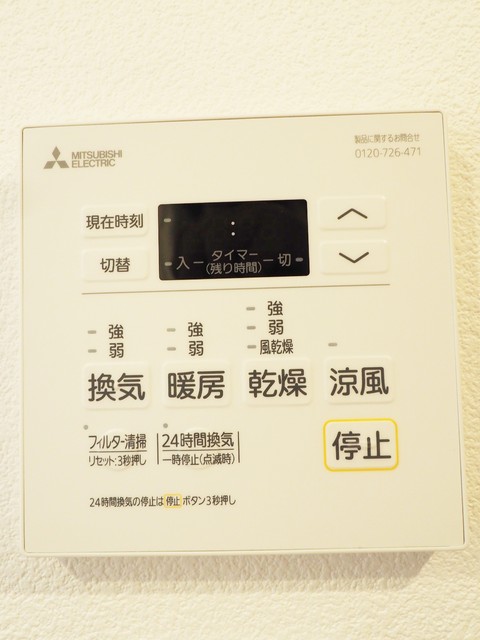 MITSUBISHI
ELECTRIC
製品に関するお問合せ
0120-726-471
現在時刻
:
切替
入 タイマー 切
(残り時間)
強
強 強 弱
弱 弱 風乾燥
換気 暖房 乾燥 涼風
フィルター清掃 24時間換気
リセット:3秒押し 一時停止(点滅時)
停止
24時間換気の停止は 停止 ボタン3秒押し